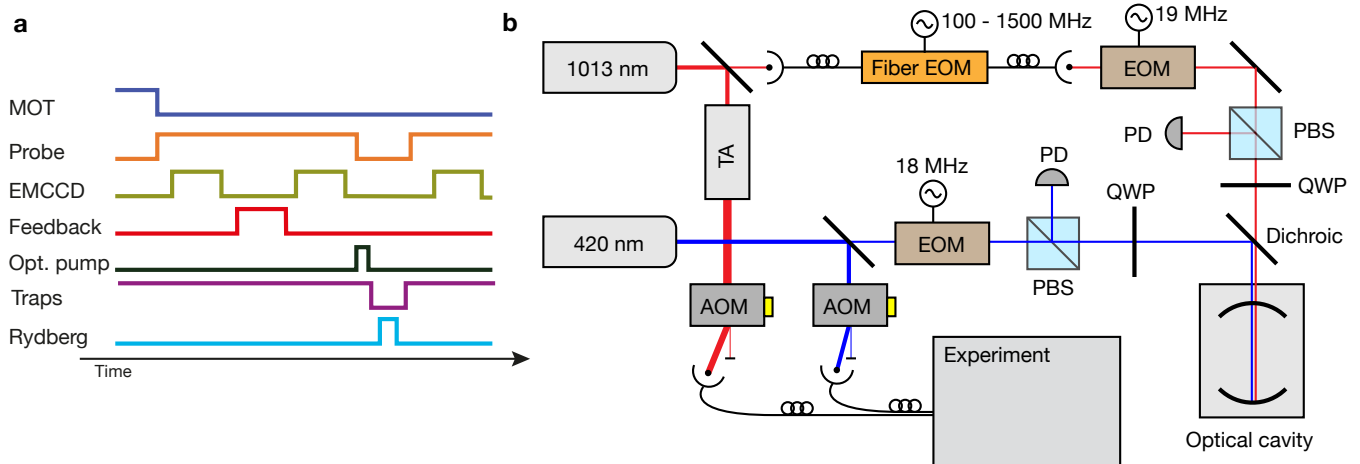 a
MOT
Probe
EMCCD
Feedback
Opt. pump
Traps
Rydberg
Time
b
100 - 1500 MHz
19 MHz
1013 nm
Fiber EOM
EOM
TA
PD
PBS
QWP
18 MHz
PD
QWP
420 nm
EOM
Dichroic
PBS
AOM
AOM
Experiment
Optical cavity